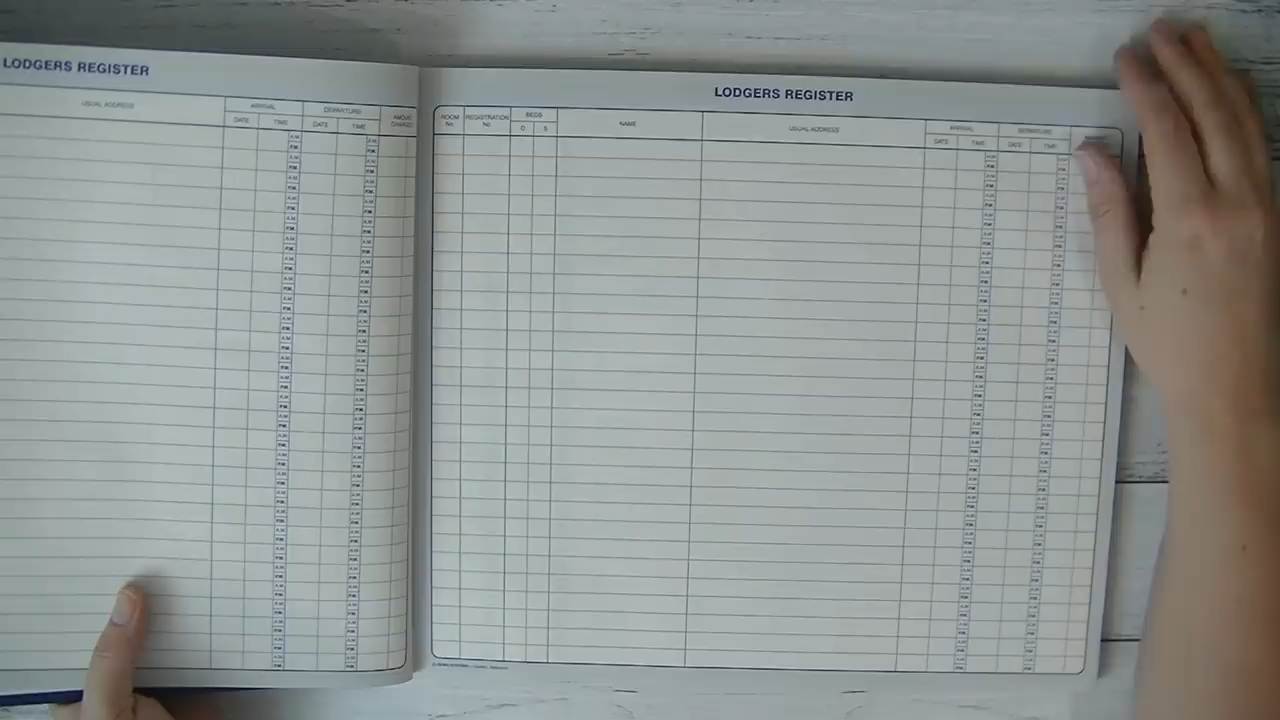 LODGERS REGISTER
USUAL ADDRESS
ARRIVAL
DEPARTURE
DATE
TIME
DATE
TIME
LODGERS REGISTER
ROOM No.
REGISTRATION No.
BEDS
D
S
NAME
USUAL ADDRESS
ARRIVAL
DEPARTURE
DATE
TIME
DATE
TIME
A.M.
P.M.